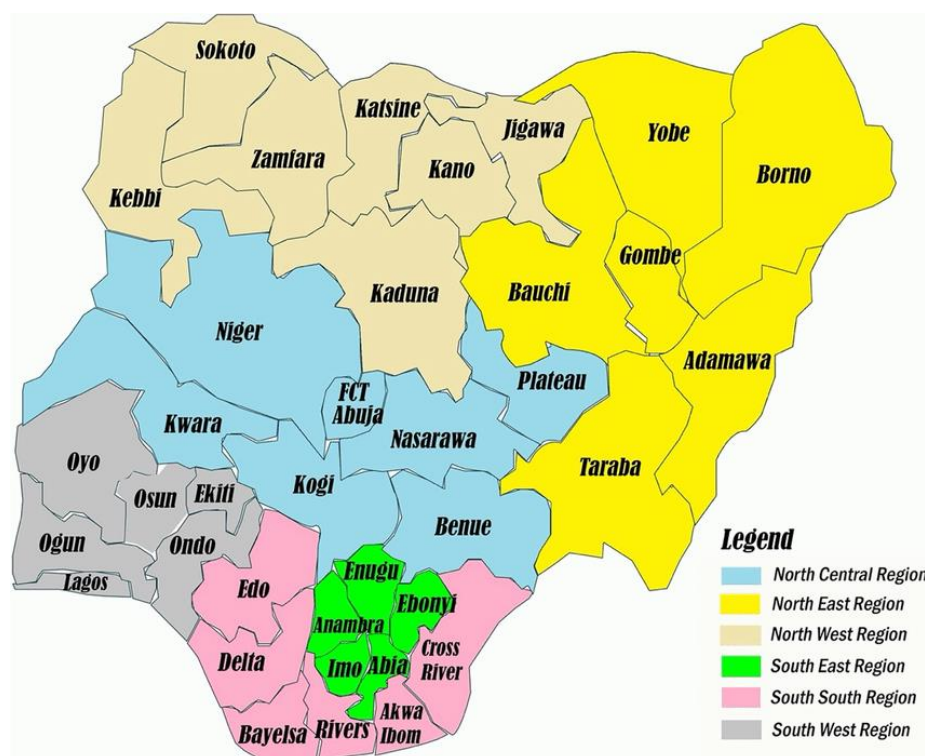 Sokoto
Katsine
Jigawa
Yobe
Zamfara
Kano
Borno
Kebbi
Gombe
Kaduna
Bauchi
Niger
Adamawa
Plateau
FCT
Abuja
Kwara
Nasarawa
Oyo
Taraba
Kogi
Osun
Ekiti
Benue
Ogun
Ondo
Lagos
Edo
Enugu
Ebonyi
Anambra
Delta
Imo
Abia
Cross
River
Bayelsa
Rivers
Akwa
Ibom
Legend
North Central Region
North East Region
North West Region
South East Region
South South Region
South West Region